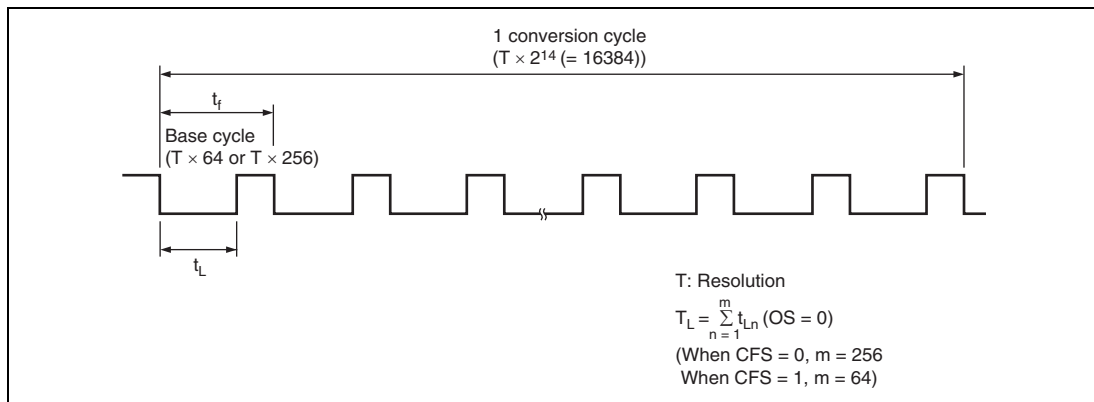 1 conversion cycle
(T × 2¹⁴ (= 16384))
t_f
Base cycle
(T × 64 or T × 256)
t_L
T: Resolution
m
T_L = Σ t_Ln (OS = 0)
n = 1
(When CFS = 0, m = 256
When CFS = 1, m = 64)